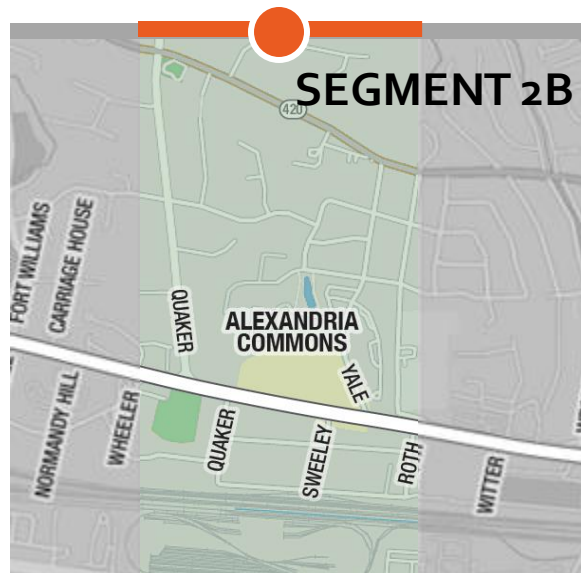 SEGMENT 2B
420
FORT WILLIAMS
CARRIAGE HOUSE
QUAKER
ALEXANDRIA
COMMONS
YALE
NORMANDY HILL
WHEELER
QUAKER
SWEELEY
ROTH
WITTER